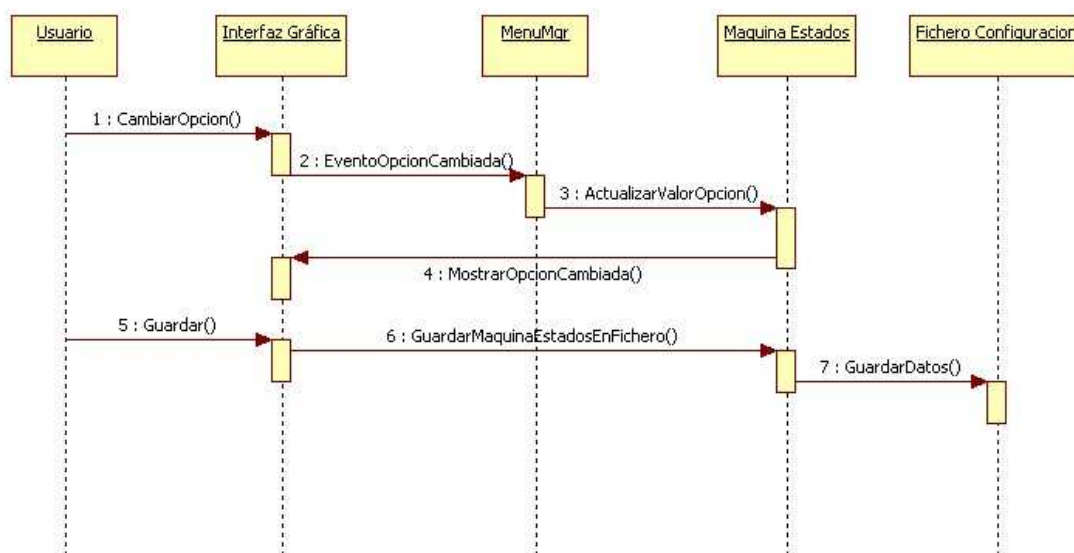 Usuario
Interfaz Gráfica
MenuMgr
Maquina Estados
Fichero Configuracion
1 : CambiarOpcion()
2 : EventoOpcionCambiada()
3 : ActualizarValorOpcion()
4 : MostrarOpcionCambiada()
5 : Guardar()
6 : GuardarMaquinaEstadosEnFichero()
7 : GuardarDatos()